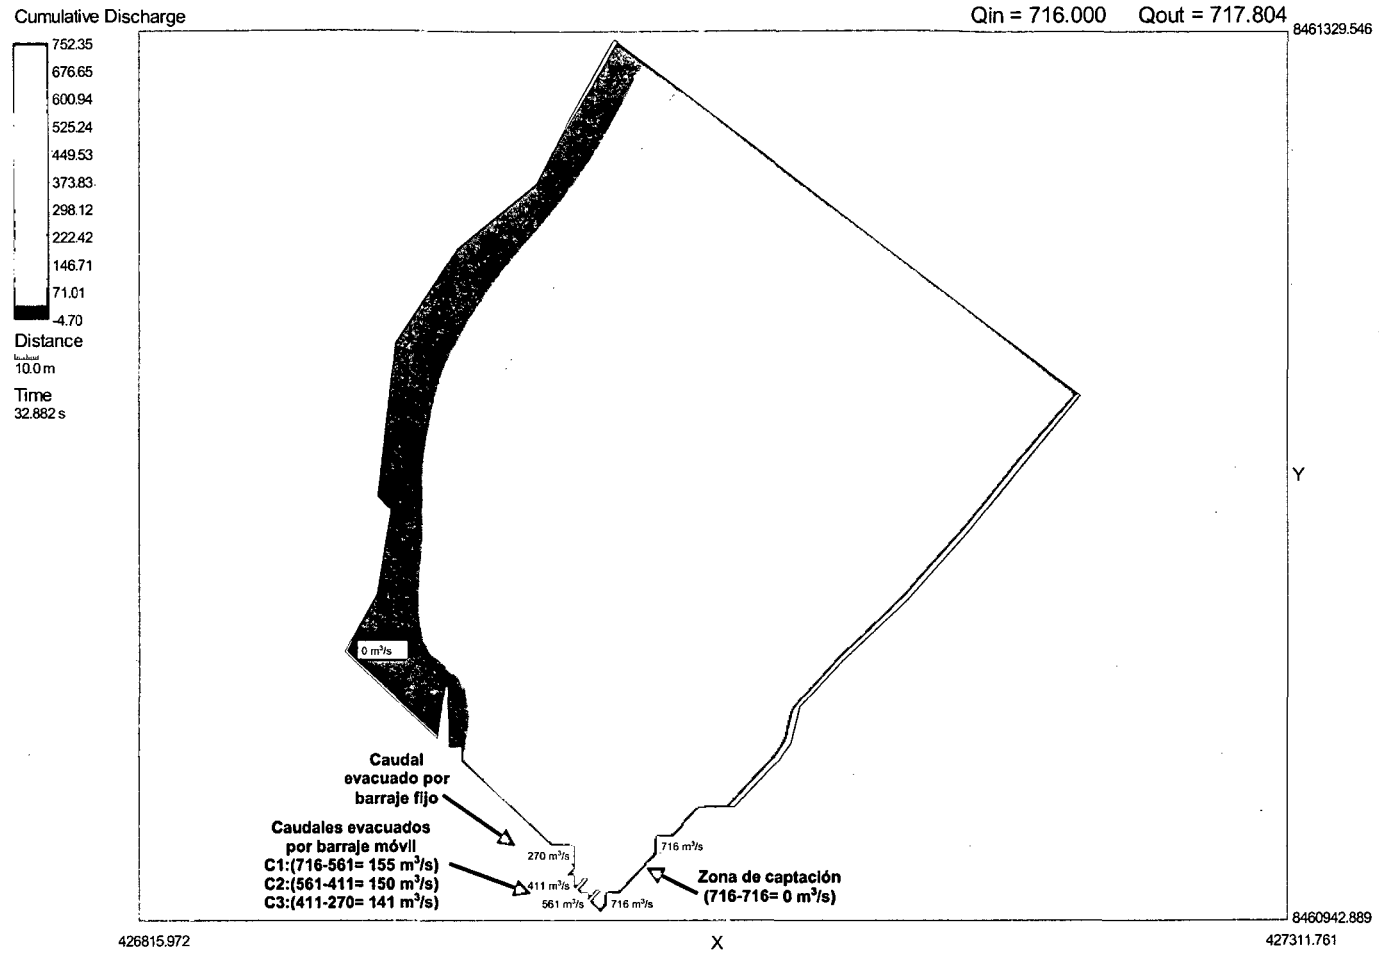 Cumulative Discharge
Qin = 716.000 Qout = 717.804
752.35
676.65
600.94
525.24
449.53
373.83
298.12
222.42
146.71
71.01
-4.70
Distance
10.0 m
Time
32.882 s
8461329.546
Y
0 m³/s
Caudal
evacuado por
barraje fijo
Caudales evacuados
por barraje móvil
C1:(716-561= 155 m³/s)
C2:(561-411= 150 m³/s)
C3:(411-270= 141 m³/s)
270 m³/s
411 m³/s
561 m³/s
716 m³/s
716 m³/s
Zona de captación
(716-716= 0 m³/s)
8460942.889
426815.972
X
427311.761